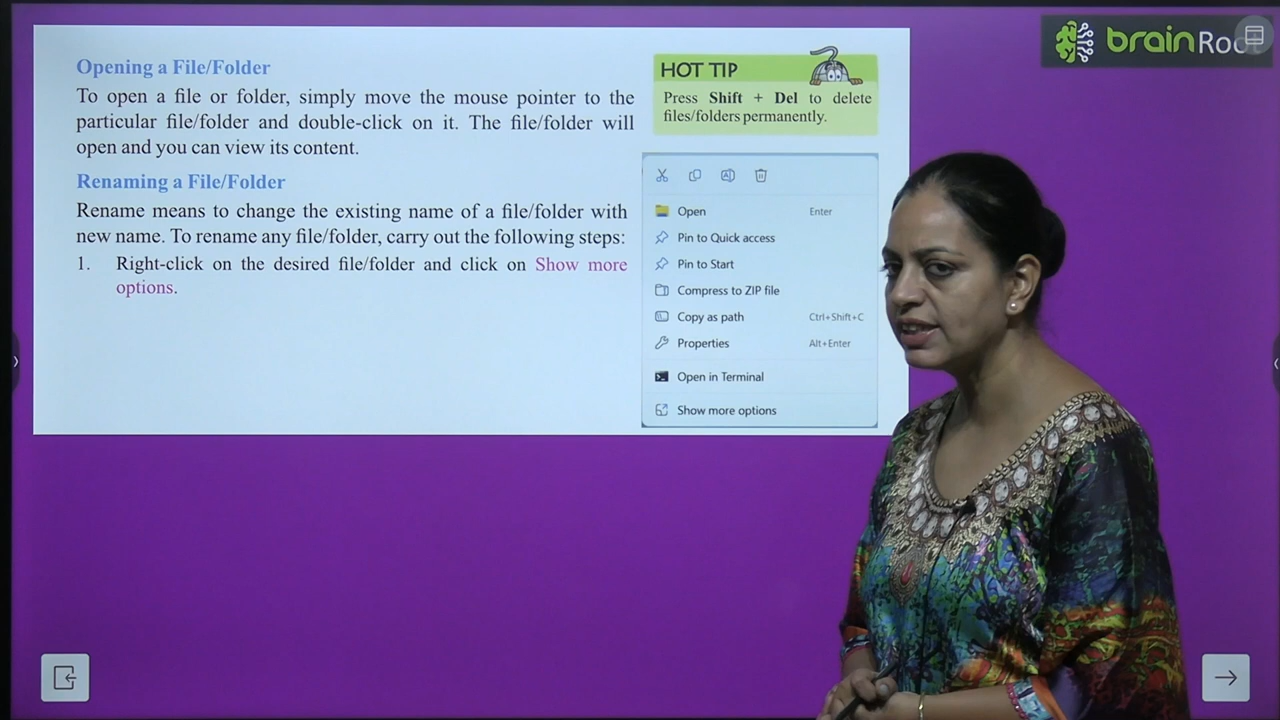 brainRo
Opening a File/Folder
To open a file or folder, simply move the mouse pointer to the
particular file/folder and double-click on it. The file/folder will
open and you can view its content.
Renaming a File/Folder
Rename means to change the existing name of a file/folder with
new name. To rename any file/folder, carry out the following steps:
1. Right-click on the desired file/folder and click on Show more
options.
HOT TIP
Press Shift + Del to delete
files/folders permanently.
Open Enter
Pin to Quick access
Pin to Start
Compress to ZIP file
Copy as path Ctrl+Shift+C
Properties Alt+Enter
Open in Terminal
Show more options